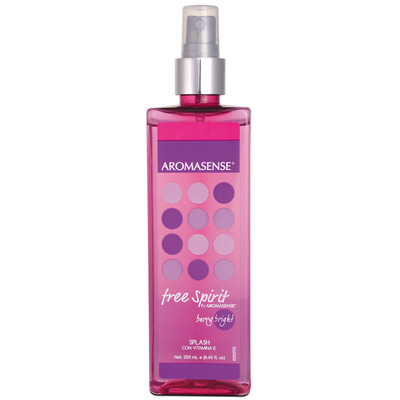 AROMASENSE®
free spirit
by AROMASENSE®
berry bright
SPLASH
CON VITAMINA E
Net. 250 mL e (8.45 fl. oz)